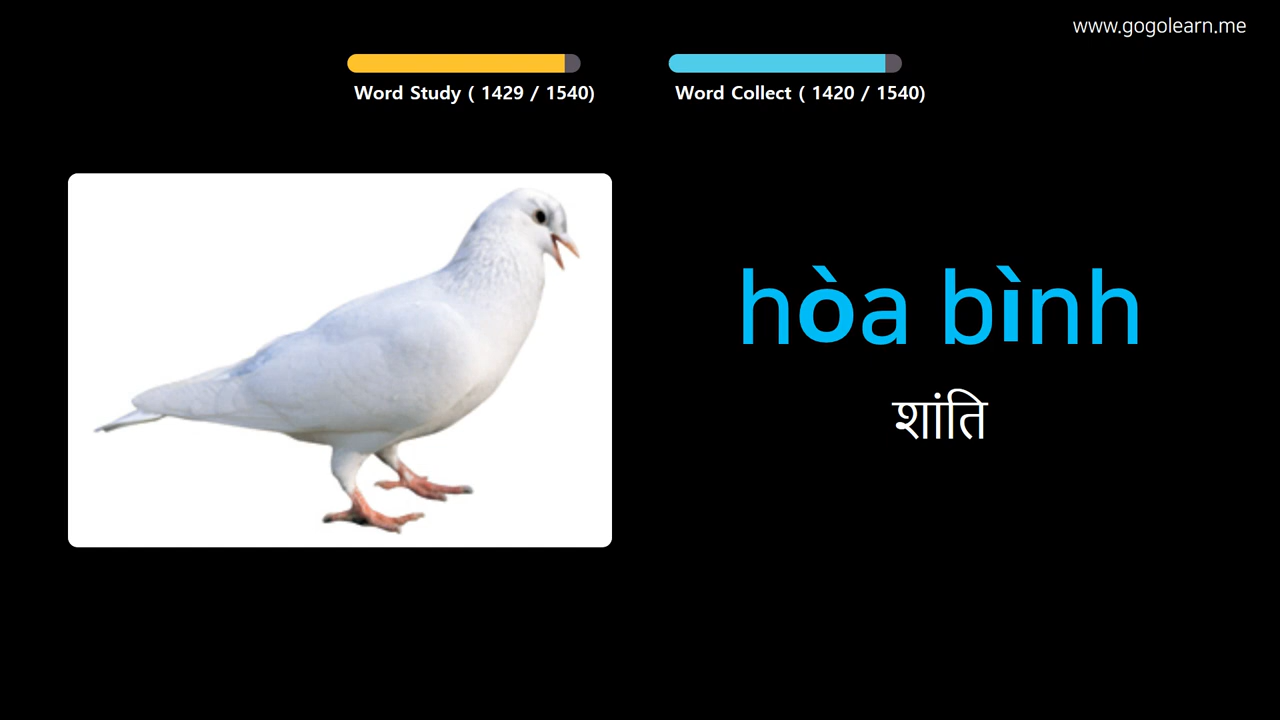 www.gogolearn.me
Word Study ( 1429 / 1540)
Word Collect ( 1420 / 1540)
hòa bình
शांति